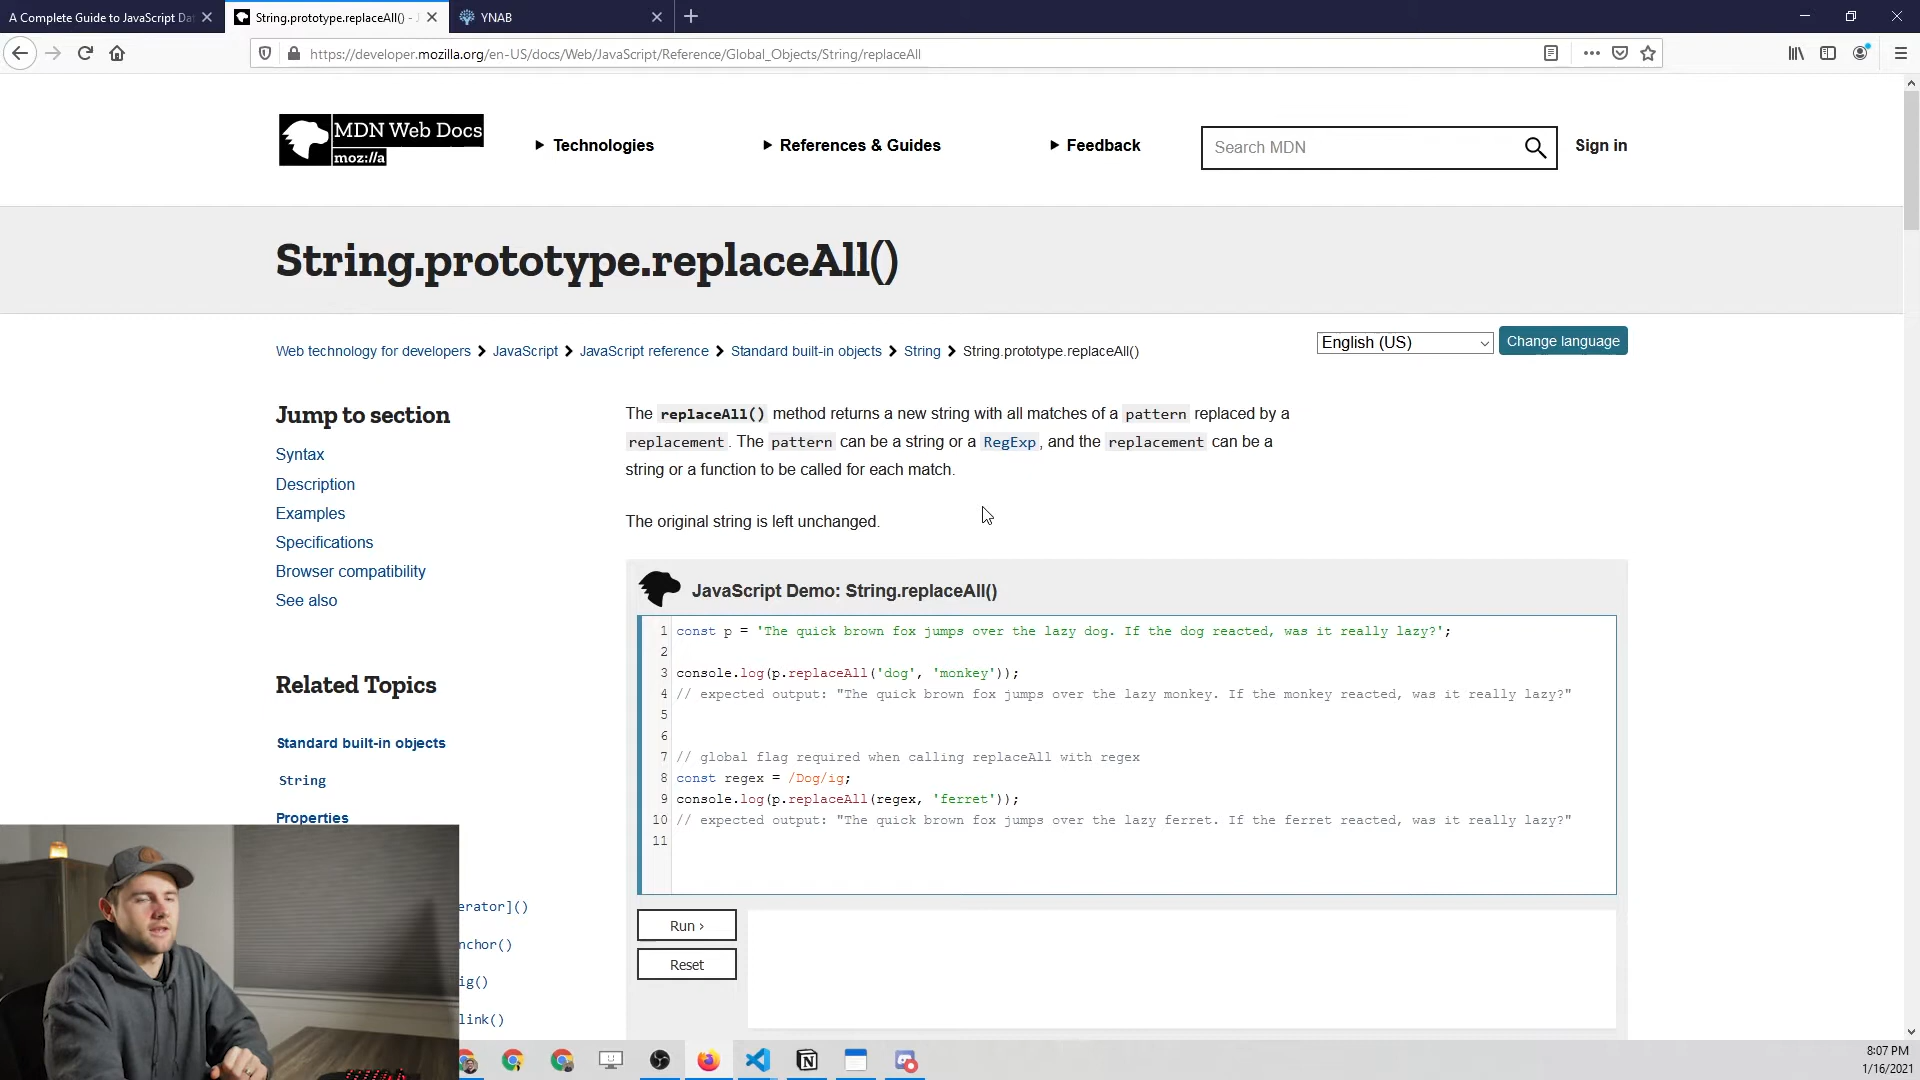 A Complete Guide to JavaScript Dat
String.prototype.replaceAll() - J
YNAB
https://developer.mozilla.org/en-US/docs/Web/JavaScript/Reference/Global_Objects/String/replaceAll
MDN Web Docs
moz://a
Technologies
References & Guides
Feedback
Search MDN
Sign in
String.prototype.replaceAll()
Web technology for developers
JavaScript
JavaScript reference
Standard built-in objects
String
String.prototype.replaceAll()
English (US)
Change language
Jump to section
Syntax
Description
Examples
Specifications
Browser compatibility
See also
Related Topics
Standard built-in objects
String
Properties
erator]()
nchor()
ig()
link()
The replaceAll() method returns a new string with all matches of a pattern replaced by a
replacement. The pattern can be a string or a RegExp, and the replacement can be a
string or a function to be called for each match.
The original string is left unchanged.
JavaScript Demo: String.replaceAll()
1 const p = 'The quick brown fox jumps over the lazy dog. If the dog reacted, was it really lazy?';
2
3 console.log(p.replaceAll('dog', 'monkey'));
4 // expected output: "The quick brown fox jumps over the lazy monkey. If the monkey reacted, was it really lazy?"
5
6
7 // global flag required when calling replaceAll with regex
8 const regex = /Dog/ig;
9 console.log(p.replaceAll(regex, 'ferret'));
10 // expected output: "The quick brown fox jumps over the lazy ferret. If the ferret reacted, was it really lazy?"
11
Run ›
Reset
8:07 PM
1/16/2021